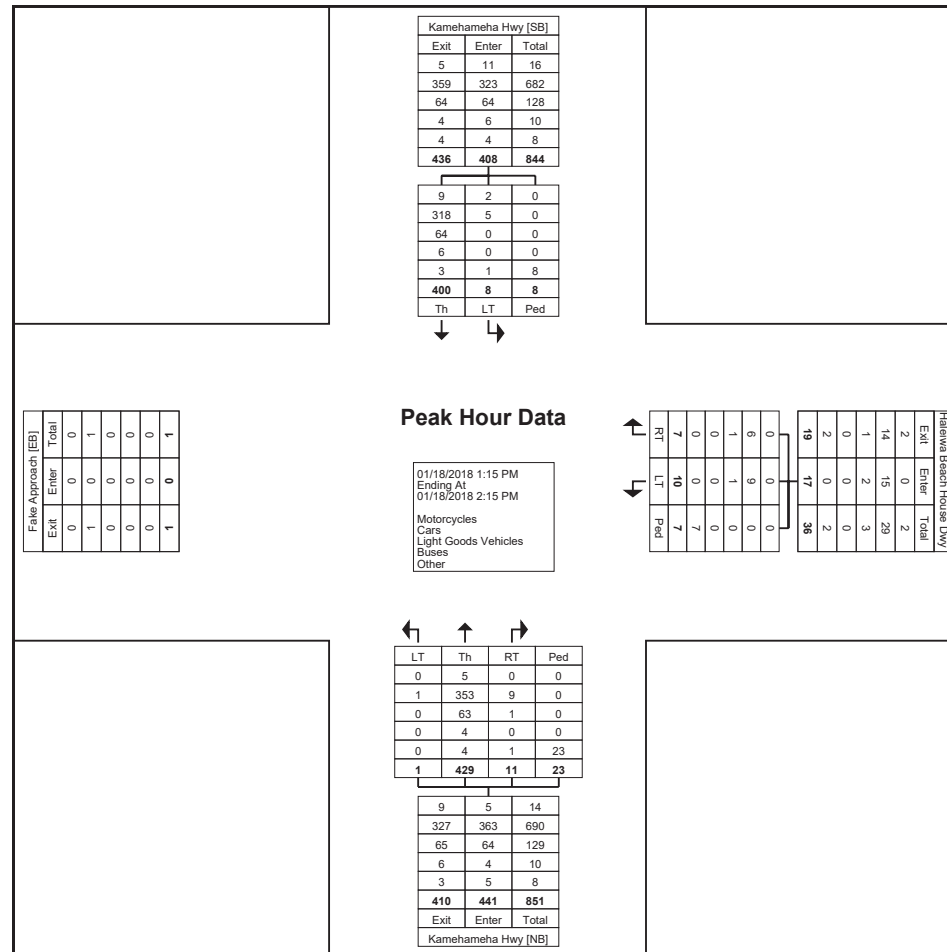 Kamehameha Hwy [SB]
Exit Enter Total
5 11 16
359 323 682
64 64 128
4 6 10
4 4 8
436 408 844
9 2 0
318 5 0
64 0 0
6 0 0
3 1 8
400 8 8
Th LT Ped
Fake Approach [EB]
Exit Enter Total
0 0 0
1 0 1
0 0 0
0 0 0
0 0 0
1 0 1
Peak Hour Data
01/18/2018 1:15 PM
Ending At
01/18/2018 2:15 PM
Motorcycles
Cars
Light Goods Vehicles
Buses
Other
Haleiwa Beach House Dwy
Exit Enter Total
2 0 2
14 15 29
1 2 3
0 0 0
2 0 2
19 17 36
0 0 0
6 9 0
1 1 0
0 0 0
0 0 7
7 10 7
RT LT Ped
LT Th RT Ped
0 5 0 0
1 353 9 0
0 63 1 0
0 4 0 0
0 4 1 23
1 429 11 23
9 5 14
327 363 690
65 64 129
6 4 10
3 5 8
410 441 851
Exit Enter Total
Kamehameha Hwy [NB]